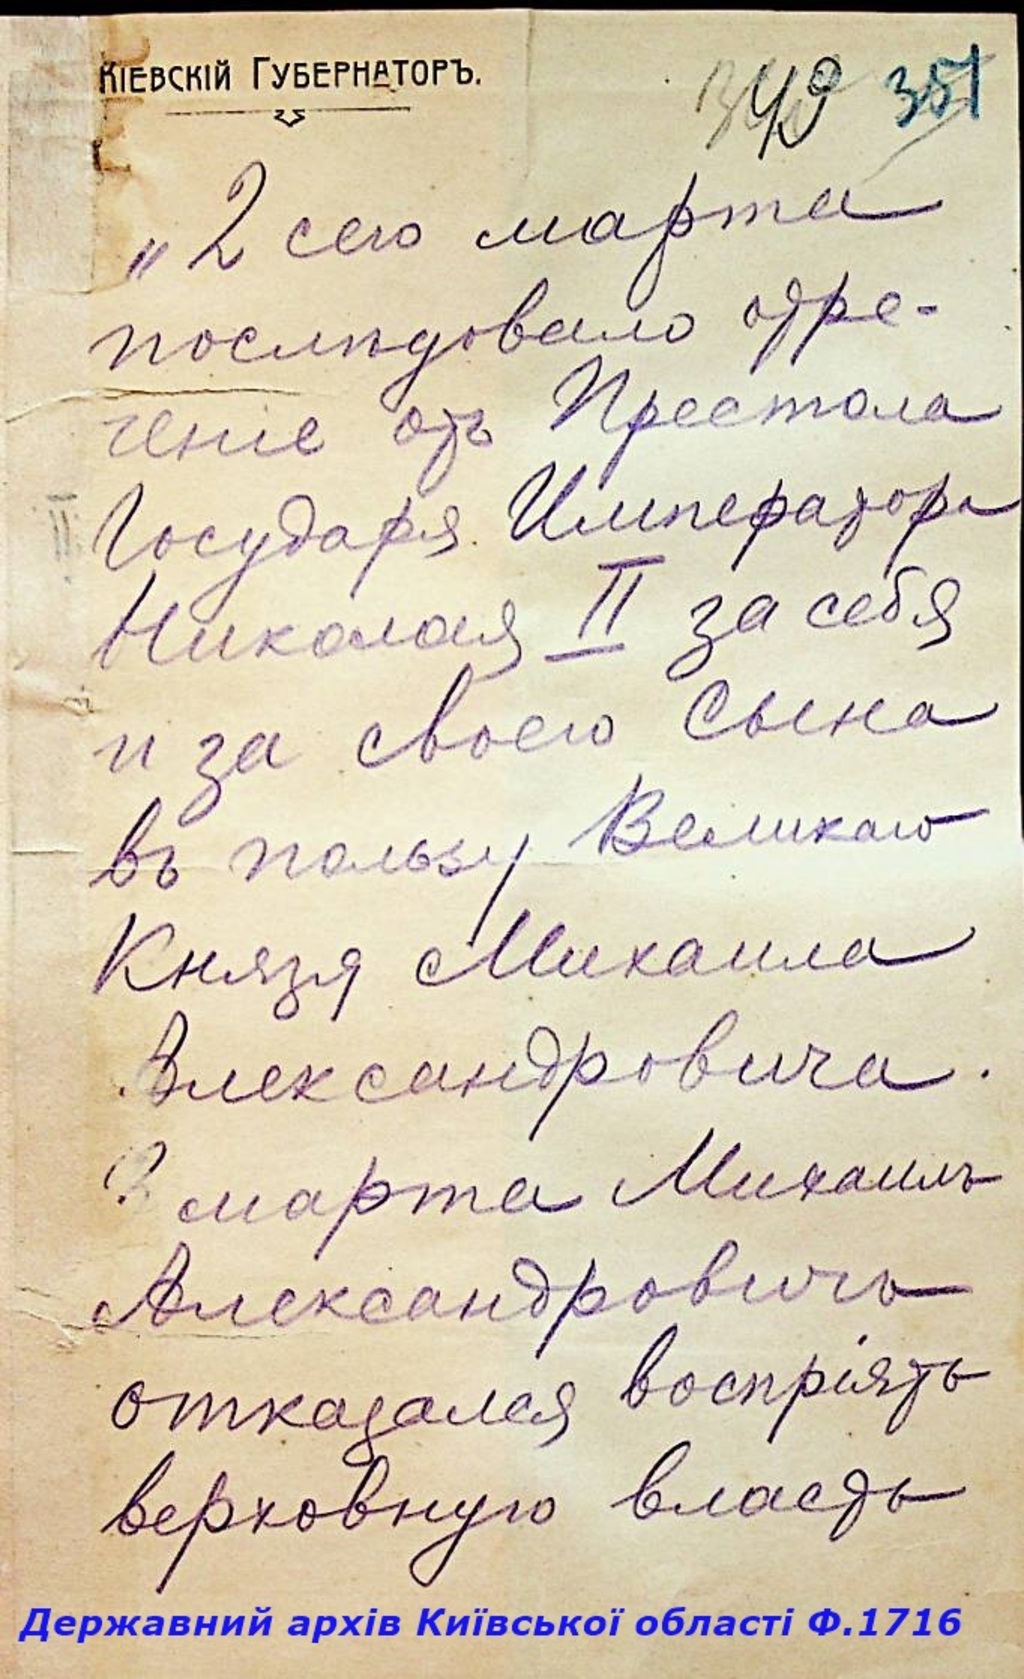 КІЕВСКІЙ ГУБЕРНАТОРЪ.
49 351
„2 сего марта
послѣдовало отре-
ченіе отъ Престола
Государя Императора
Николая II за себя
и за своего Сына
въ пользу Великаго
Князя Михаила
Александровича.
3 марта Михаилъ
Александровичъ
отказался воспріять
верховную власть
Державний архів Київської області Ф.1716